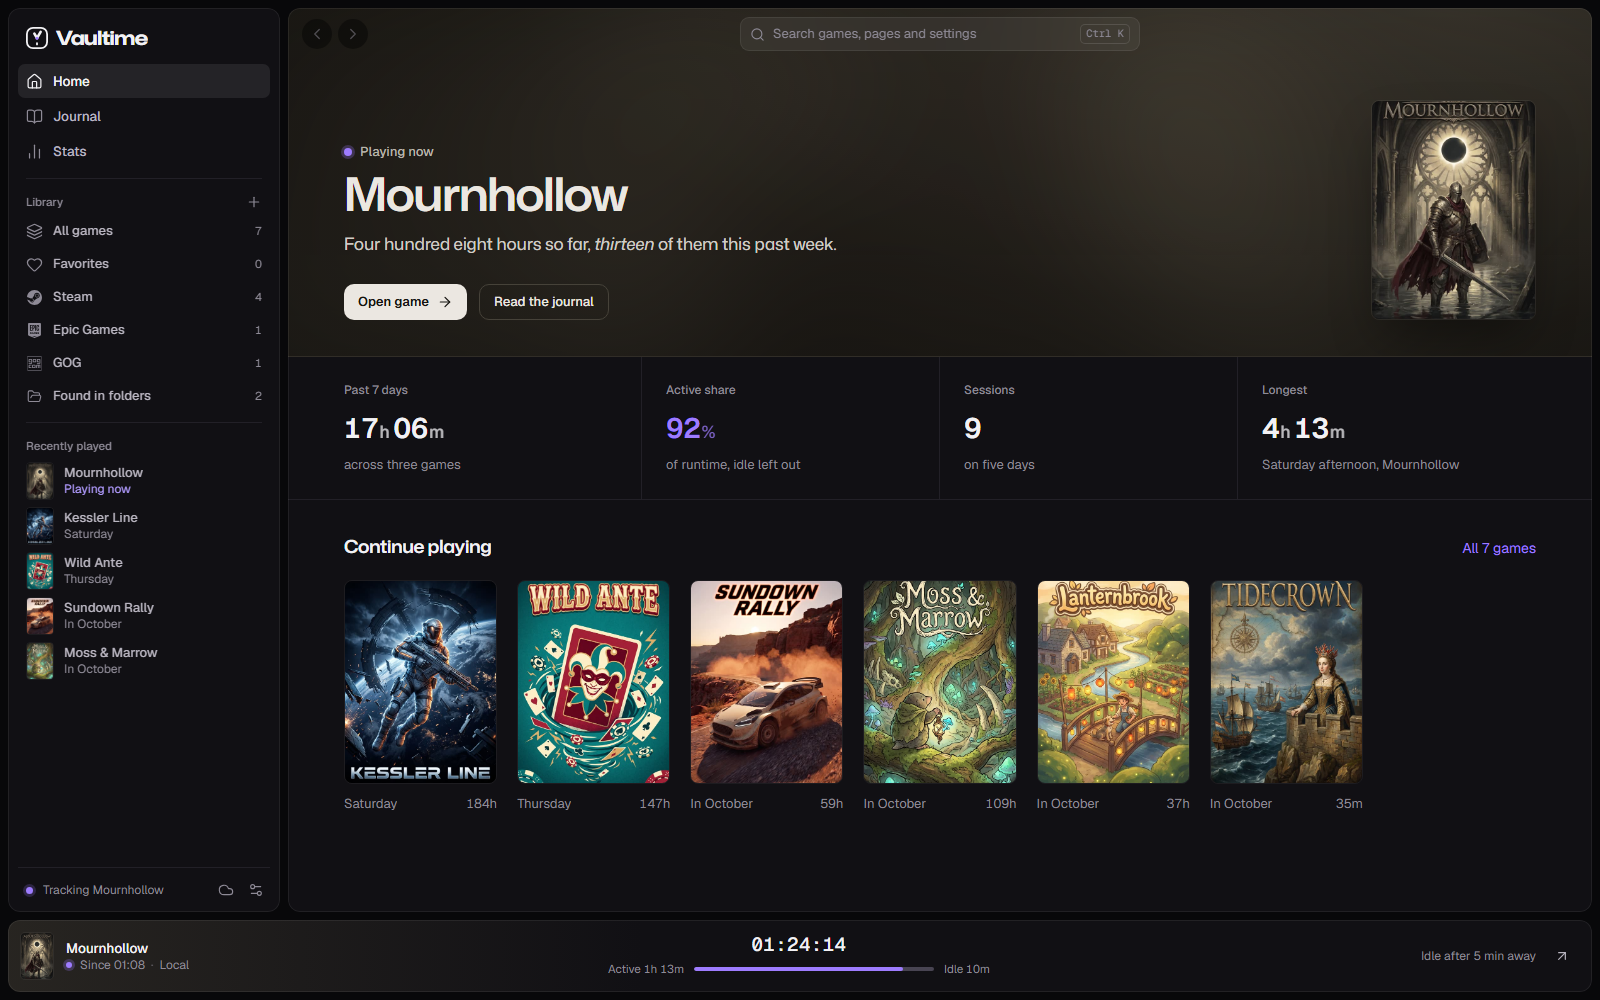 Vaultime
Home
Journal
Stats
Library
All games 7
Favorites 0
Steam 4
Epic Games 1
GOG 1
Found in folders 2
Recently played
Mournhollow
Playing now
Kessler Line
Saturday
Wild Ante
Thursday
Sundown Rally
In October
Moss & Marrow
In October
Tracking Mournhollow
Search games, pages and settings Ctrl K
Playing now
Mournhollow
Four hundred eight hours so far, thirteen of them this past week.
Open game
Read the journal
MOURNHOLLOW
Past 7 days
17h 06m
across three games
Active share
92%
of runtime, idle left out
Sessions
9
on five days
Longest
4h 13m
Saturday afternoon, Mournhollow
Continue playing
All 7 games
KESSLER LINE
Saturday 184h
WILD ANTE
Thursday 147h
SUNDOWN
RALLY
In October 59h
Moss &
Marrow
In October 109h
Lanternbrook
In October 37h
TIDECROWN
In October 35m
Mournhollow
Since 01:08 · Local
01:24:14
Active 1h 13m
Idle 10m
Idle after 5 min away